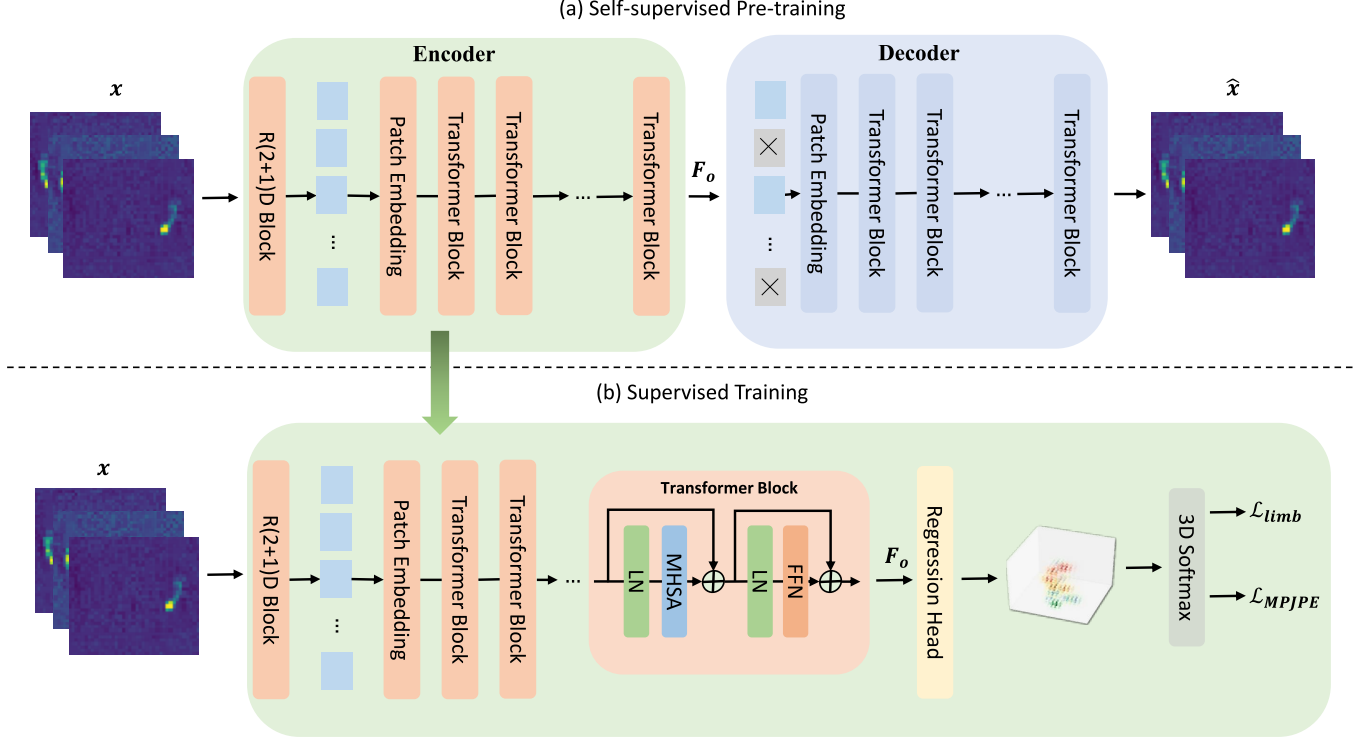 (a) Self-supervised Pre-training
Encoder
Decoder
x
R(2+1)D Block
...
Patch Embedding
Transformer Block
Transformer Block
...
Transformer Block
F_o
...
Patch Embedding
Transformer Block
Transformer Block
...
Transformer Block
x̂
(b) Supervised Training
x
R(2+1)D Block
...
Patch Embedding
Transformer Block
Transformer Block
...
Transformer Block
LN
MHSA
LN
FFN
F_o
Regression Head
3D Softmax
ℒ_limb
ℒ_MPJPE